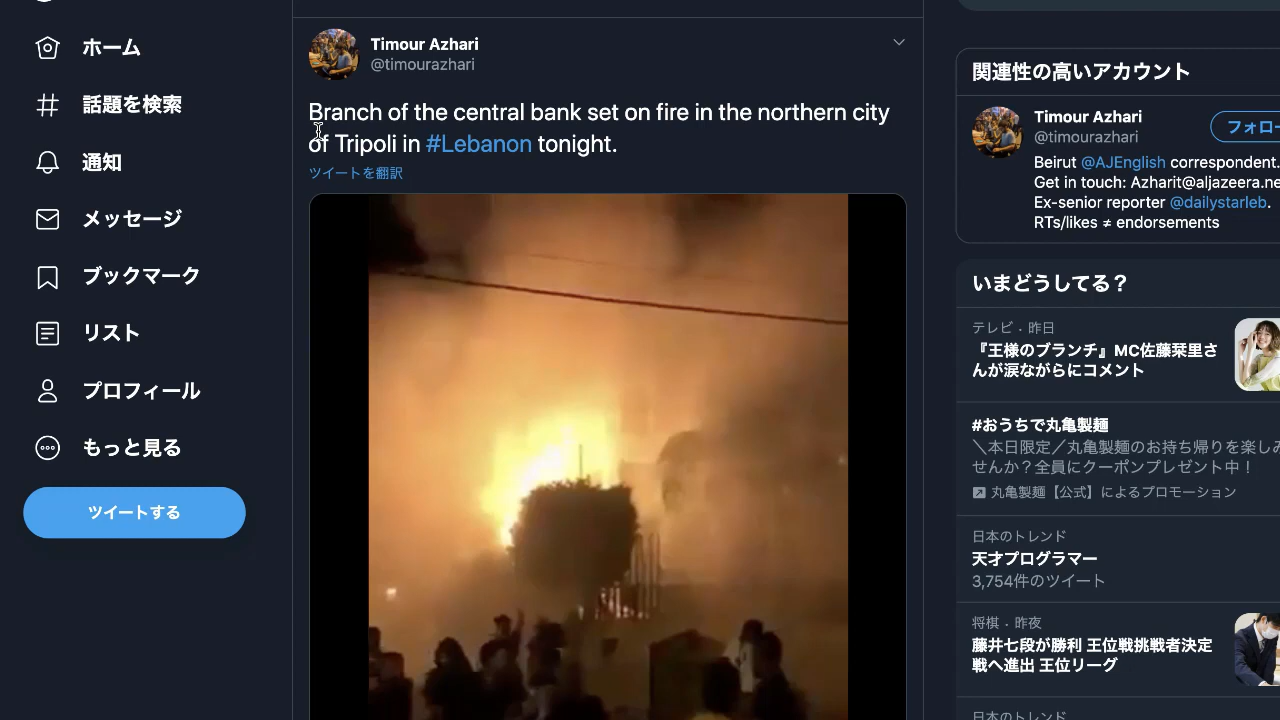 ホーム
話題を検索
通知
メッセージ
ブックマーク
リスト
プロフィール
もっと見る
ツイートする
Timour Azhari
@timourazhari
Branch of the central bank set on fire in the northern city
of Tripoli in #Lebanon tonight.
ツイートを翻訳
関連性の高いアカウント
Timour Azhari
@timourazhari
フォロー
Beirut @AJEnglish correspondent.
Get in touch: Azharit@aljazeera.ne
Ex-senior reporter @dailystarleb.
RTs/likes ≠ endorsements
いまどうしてる？
テレビ · 昨日
『王様のブランチ』MC佐藤栞里さ
んが涙ながらにコメント
#おうちで丸亀製麺
＼本日限定／丸亀製麺のお持ち帰りを楽しみ
せんか？全員にクーポンプレゼント中！
丸亀製麺【公式】によるプロモーション
日本のトレンド
天才プログラマー
3,754件のツイート
将棋 · 昨夜
藤井七段が勝利 王位戦挑戦者決定
戦へ進出 王位リーグ
日本のトレンド